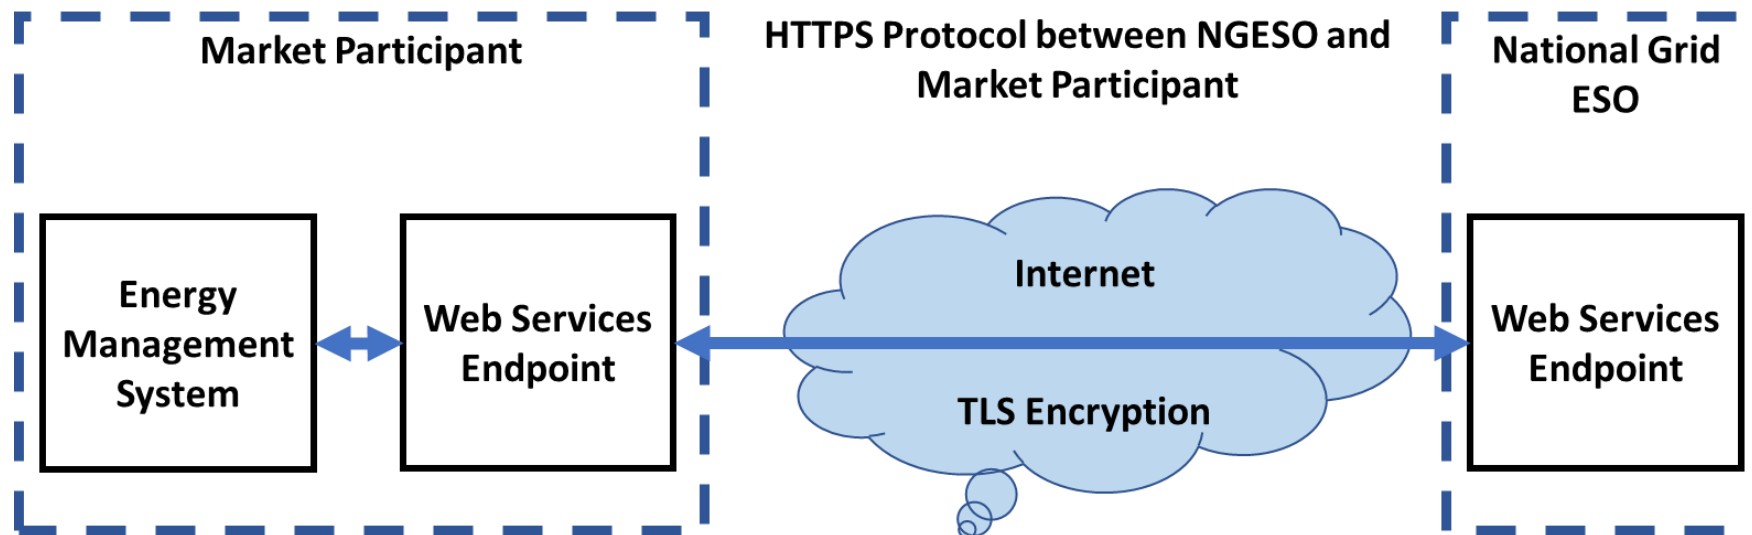 Market Participant
HTTPS Protocol between NGESO and
Market Participant
National Grid
ESO
Energy
Management
System
Web Services
Endpoint
Internet
TLS Encryption
Web Services
Endpoint